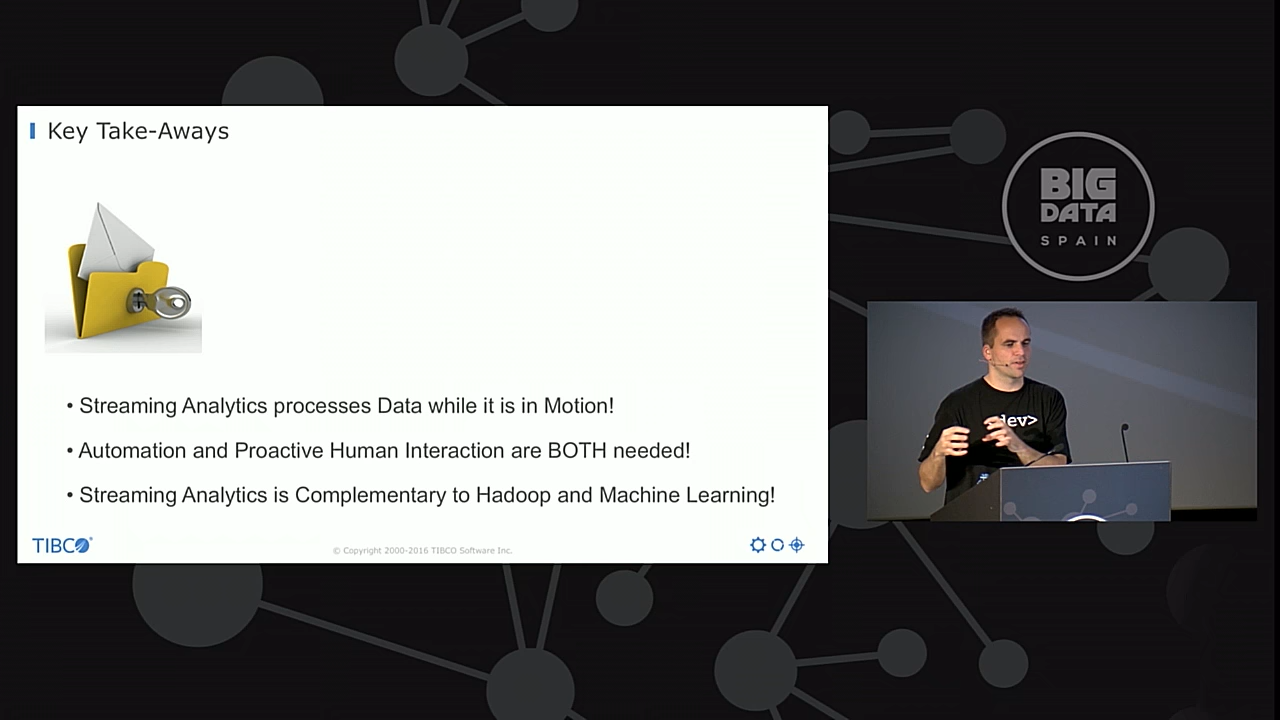 Key Take-Aways
• Streaming Analytics processes Data while it is in Motion!
• Automation and Proactive Human Interaction are BOTH needed!
• Streaming Analytics is Complementary to Hadoop and Machine Learning!
TIBCO
© Copyright 2000-2016 TIBCO Software Inc.
BIG
DATA
SPAIN
dev>